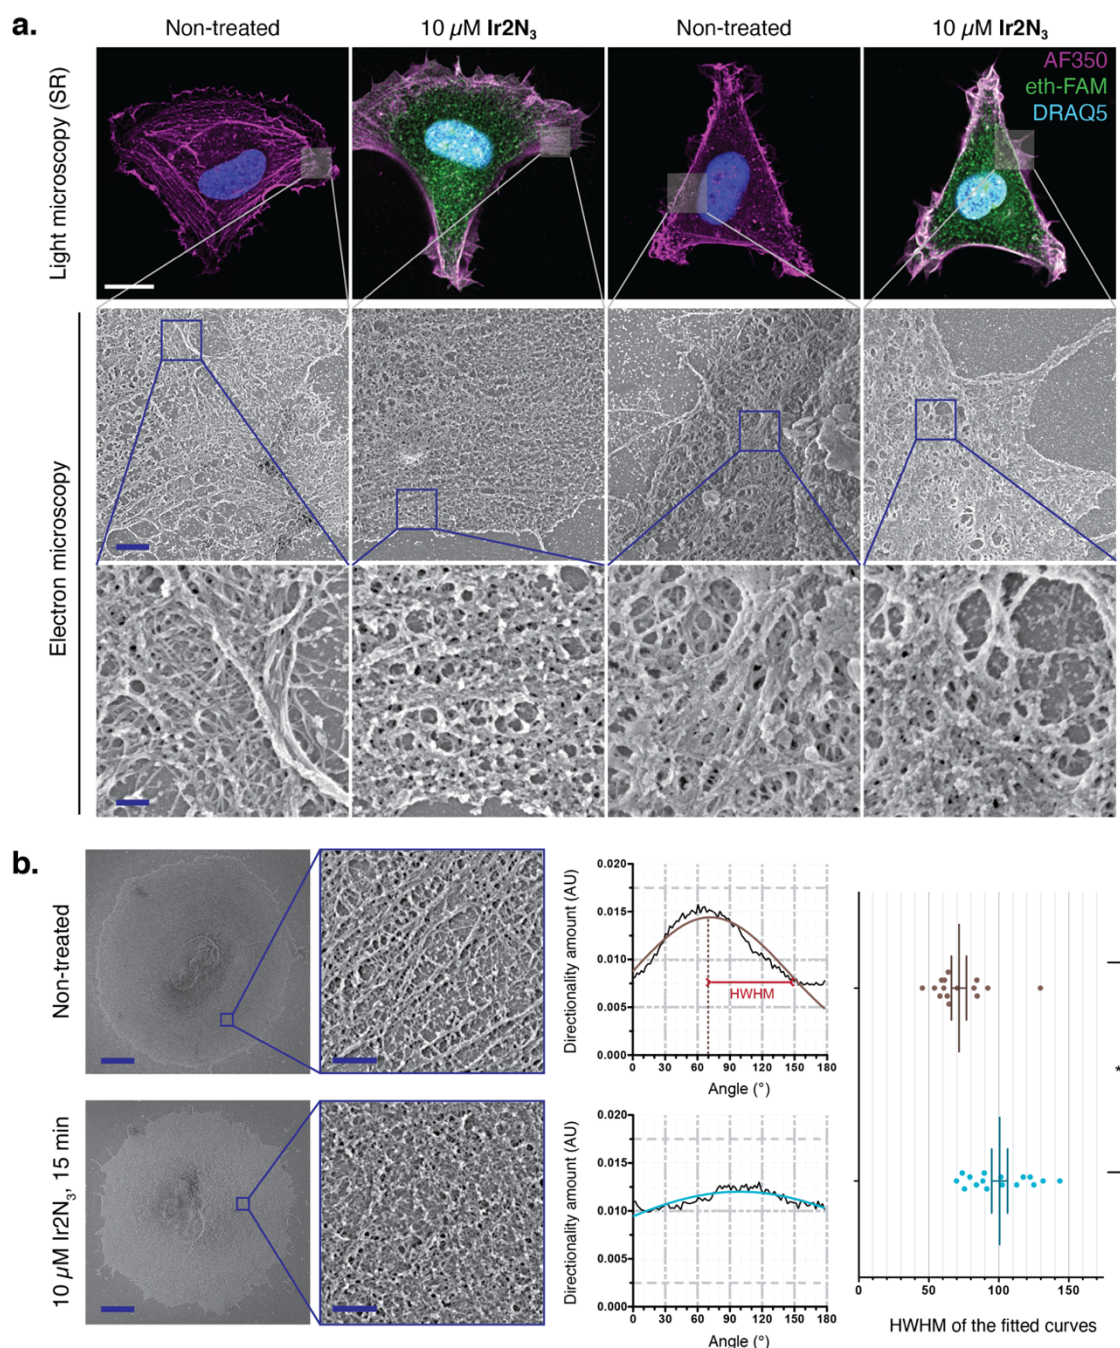 a.
Non-treated
10 µM Ir2N₃
Non-treated
10 µM Ir2N₃
Light microscopy (SR)
AF350
eth-FAM
DRAQ5
Electron microscopy
b.
Non-treated
10 µM Ir2N₃, 15 min
Directionality amount (AU)
0.020
0.015
0.010
0.005
0.000
HWHM
0 30 60 90 120 150 180
Angle (°)
Directionality amount (AU)
0.020
0.015
0.010
0.005
0.000
0 30 60 90 120 150 180
Angle (°)
*
0 50 100 150
HWHM of the fitted curves